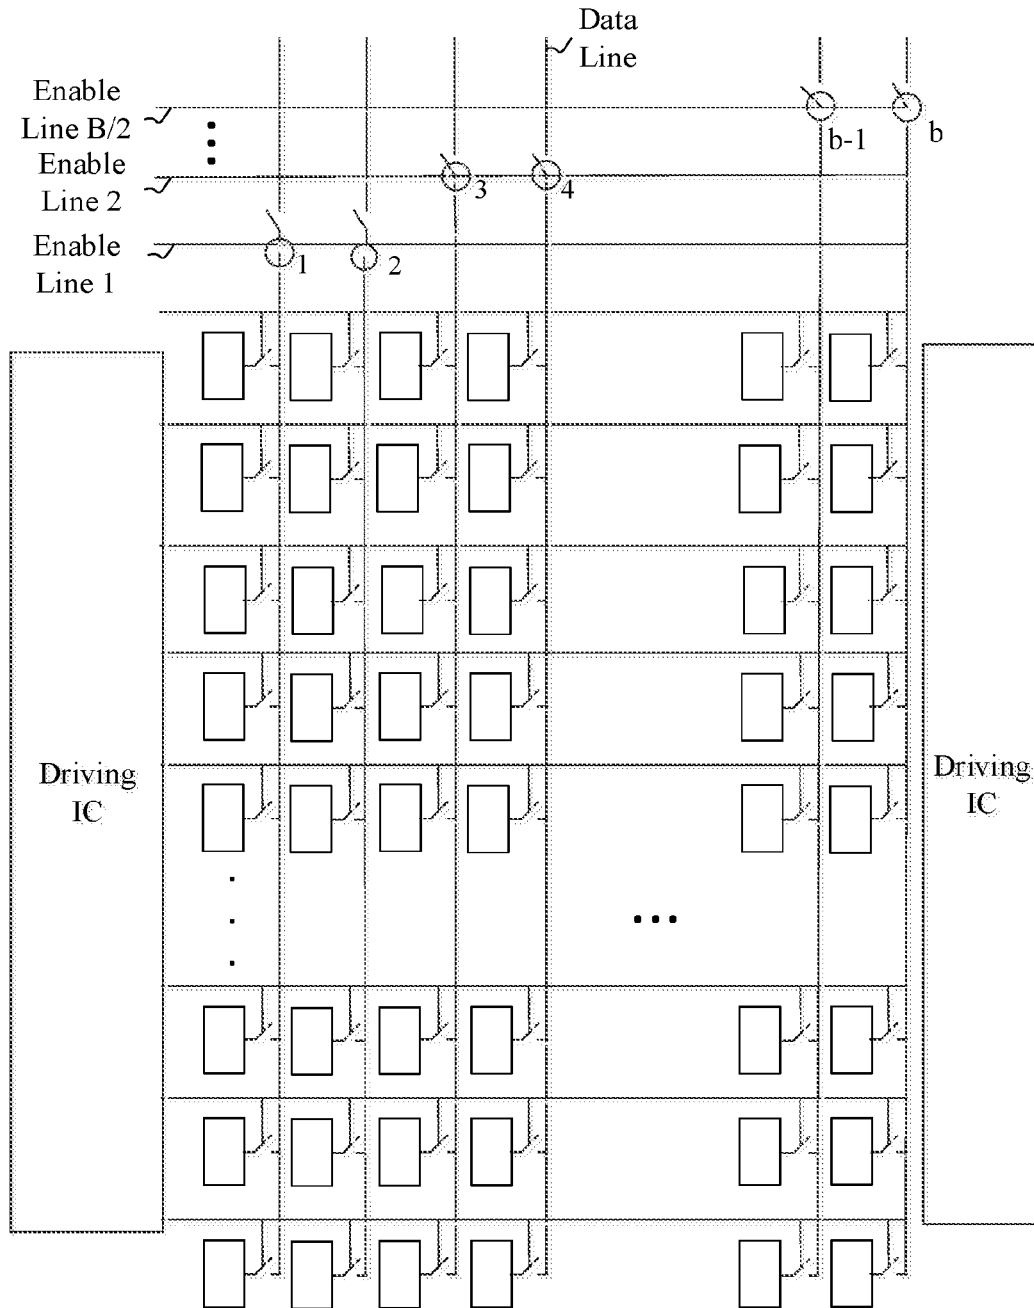 Data
Line
Enable
Line B/2
b-1
b
Enable
Line 2
3
4
Enable
Line 1
1
2
Driving
IC
Driving
IC